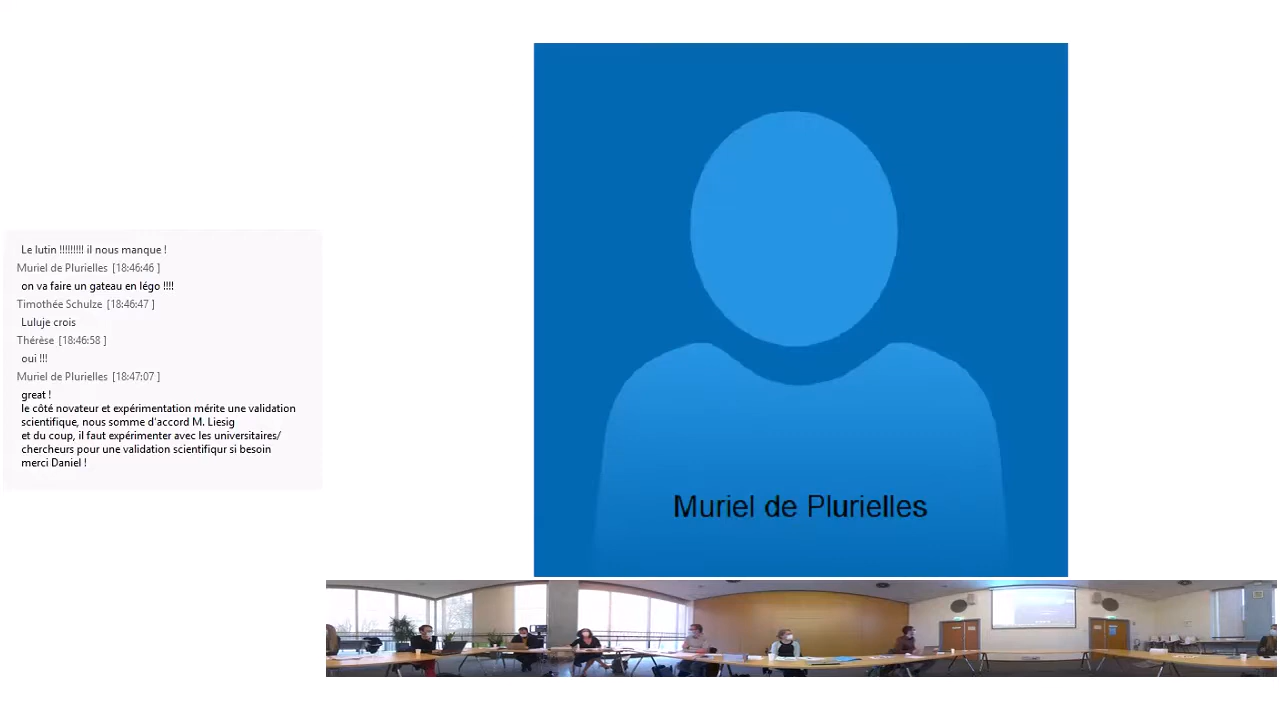 Le lutin !!!!!!!!! il nous manque !
Muriel de Plurielles [18:46:46 ]
on va faire un gateau en légo !!!!
Timothée Schulze [18:46:47 ]
Luluje crois
Thérèse [18:46:58 ]
oui !!!
Muriel de Plurielles [18:47:07 ]
great !
le côté novateur et expérimentation mérite une validation
scientifique, nous somme d'accord M. Liesig
et du coup, il faut expérimenter avec les universitaires/
chercheurs pour une validation scientifiqur si besoin
merci Daniel !
Muriel de Plurielles